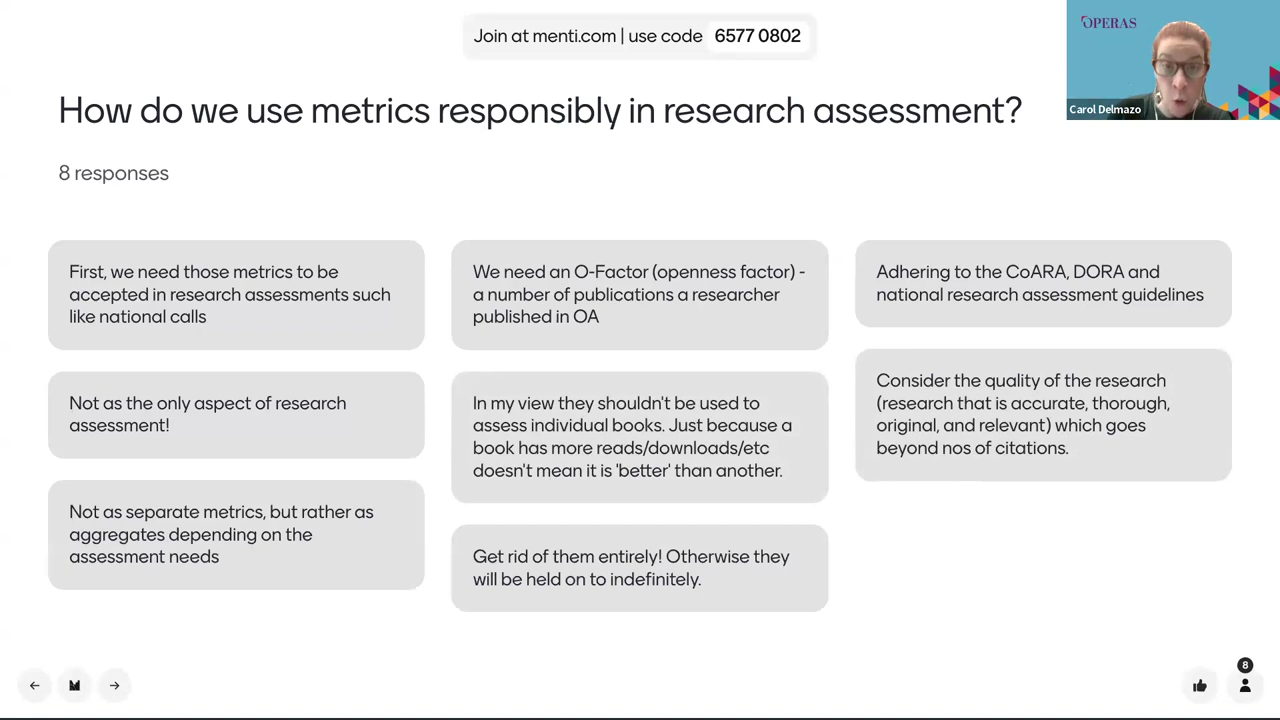 Join at menti.com | use code 6577 0802
OPERAS
Carol Delmazo
How do we use metrics responsibly in research assessment?
8 responses
First, we need those metrics to be
accepted in research assessments such
like national calls
Not as the only aspect of research
assessment!
Not as separate metrics, but rather as
aggregates depending on the
assessment needs
We need an O-Factor (openness factor) -
a number of publications a researcher
published in OA
In my view they shouldn't be used to
assess individual books. Just because a
book has more reads/downloads/etc
doesn't mean it is 'better' than another.
Get rid of them entirely! Otherwise they
will be held on to indefinitely.
Adhering to the CoARA, DORA and
national research assessment guidelines
Consider the quality of the research
(research that is accurate, thorough,
original, and relevant) which goes
beyond nos of citations.
8